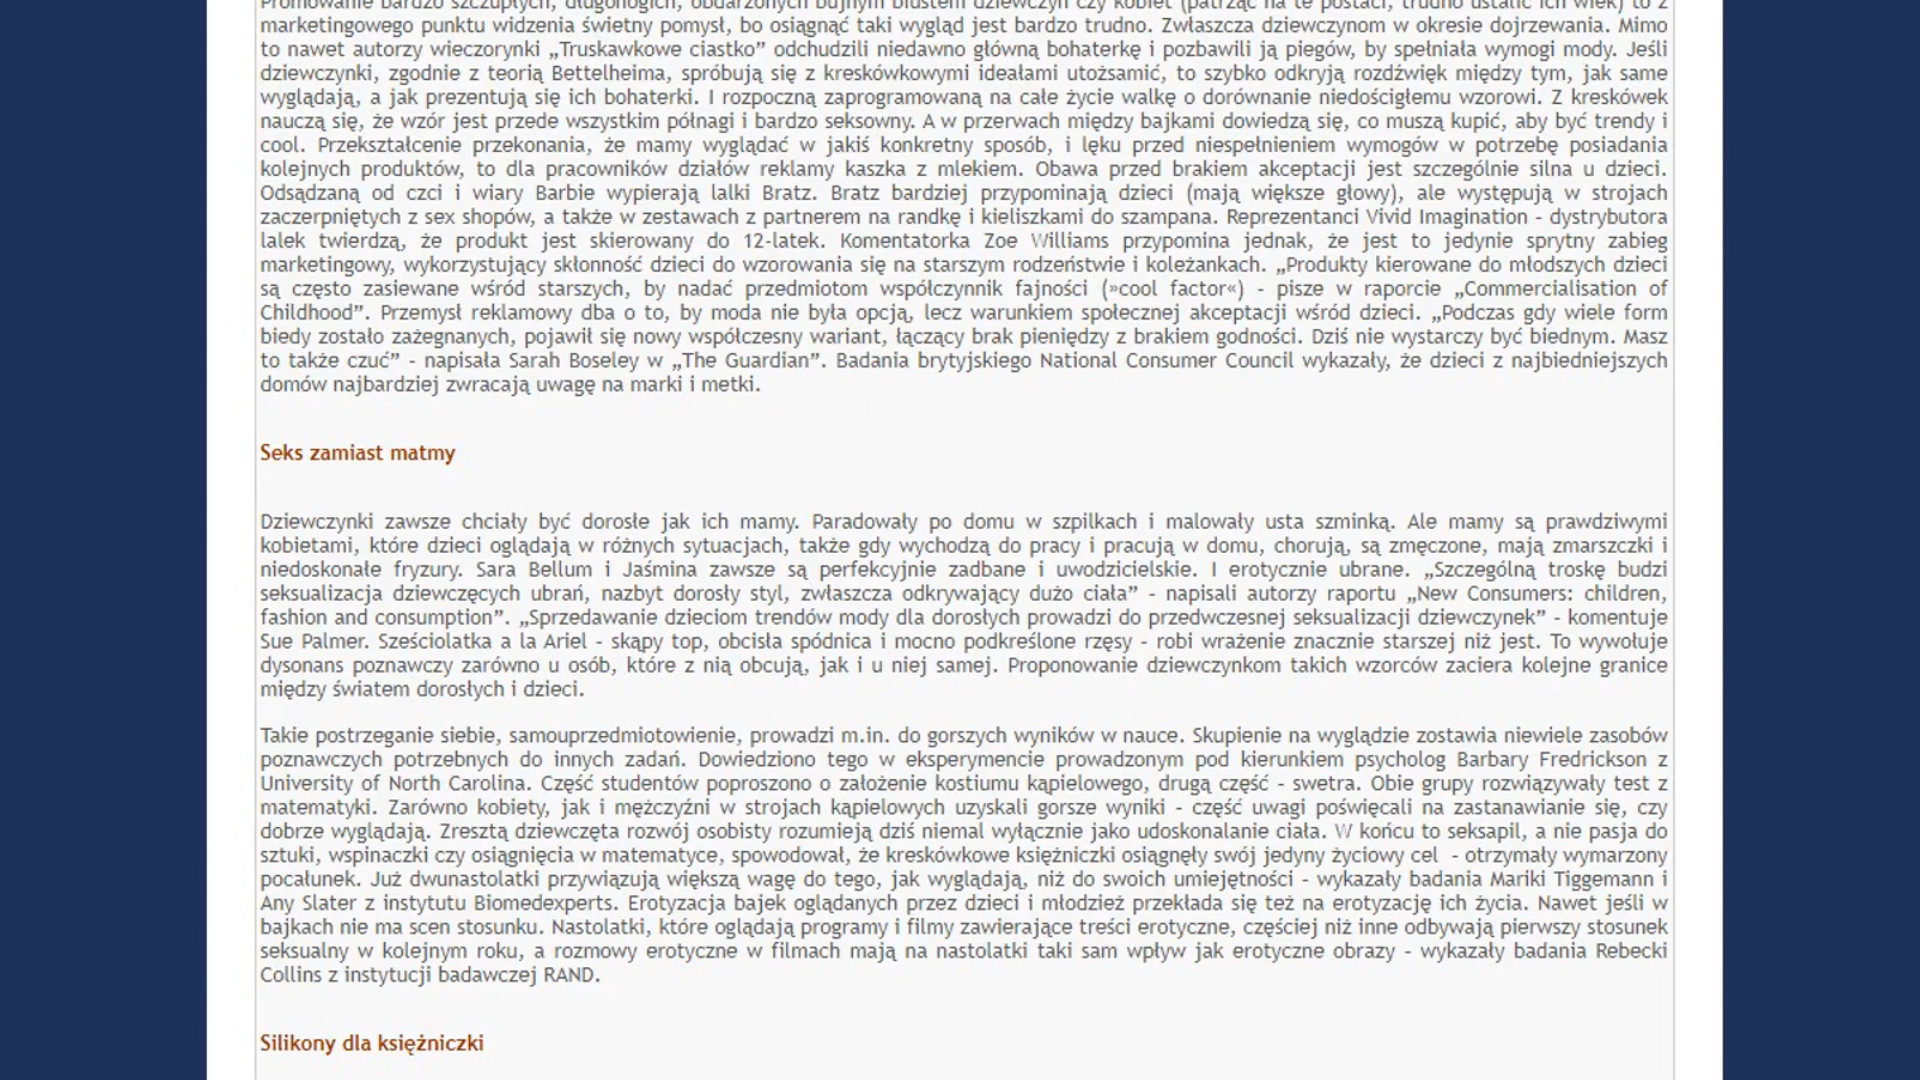 Promowanie bardzo szczupłych, długonogich, obdarzonych bujnym biustem dziewczyn czy kobiet (patrząc na te postaci, trudno ustalić ich wiek) to z
marketingowego punktu widzenia świetny pomysł, bo osiągnąć taki wygląd jest bardzo trudno. Zwłaszcza dziewczynom w okresie dojrzewania. Mimo
to nawet autorzy wieczorynki „Truskawkowe ciastko” odchudzili niedawno główną bohaterkę i pozbawili ją piegów, by spełniała wymogi mody. Jeśli
dziewczynki, zgodnie z teorią Bettelheima, spróbują się z kreskówkowymi ideałami utożsamić, to szybko odkryją rozdźwięk między tym, jak same
wyglądają, a jak prezentują się ich bohaterki. I rozpoczną zaprogramowaną na całe życie walkę o dorównanie niedościgłemu wzorowi. Z kreskówek
nauczą się, że wzór jest przede wszystkim półnagi i bardzo seksowny. A w przerwach między bajkami dowiedzą się, co muszą kupić, aby być trendy i
cool. Przekształcenie przekonania, że mamy wyglądać w jakiś konkretny sposób, i lęku przed niespełnieniem wymogów w potrzebę posiadania
kolejnych produktów, to dla pracowników działów reklamy kaszka z mlekiem. Obawa przed brakiem akceptacji jest szczególnie silna u dzieci.
Odsądzaną od czci i wiary Barbie wypierają lalki Bratz. Bratz bardziej przypominają dzieci (mają większe głowy), ale występują w strojach
zaczerpniętych z sex shopów, a także w zestawach z partnerem na randkę i kieliszkami do szampana. Reprezentanci Vivid Imagination - dystrybutora
lalek twierdzą, że produkt jest skierowany do 12-latek. Komentatorka Zoe Williams przypomina jednak, że jest to jedynie sprytny zabieg
marketingowy, wykorzystujący skłonność dzieci do wzorowania się na starszym rodzeństwie i koleżankach. „Produkty kierowane do młodszych dzieci
są często zasiewane wśród starszych, by nadać przedmiotom współczynnik fajności (»cool factor«) - pisze w raporcie „Commercialisation of
Childhood”. Przemysł reklamowy dba o to, by moda nie była opcją, lecz warunkiem społecznej akceptacji wśród dzieci. „Podczas gdy wiele form
biedy zostało zażegnanych, pojawił się nowy współczesny wariant, łączący brak pieniędzy z brakiem godności. Dziś nie wystarczy być biednym. Masz
to także czuć” - napisała Sarah Boseley w „The Guardian”. Badania brytyjskiego National Consumer Council wykazały, że dzieci z najbiedniejszych
domów najbardziej zwracają uwagę na marki i metki.
Seks zamiast matmy
Dziewczynki zawsze chciały być dorosłe jak ich mamy. Paradowały po domu w szpilkach i malowały usta szminką. Ale mamy są prawdziwymi
kobietami, które dzieci oglądają w różnych sytuacjach, także gdy wychodzą do pracy i pracują w domu, chorują, są zmęczone, mają zmarszczki i
niedoskonałe fryzury. Sara Bellum i Jaśmina zawsze są perfekcyjnie zadbane i uwodzicielskie. I erotycznie ubrane. „Szczególną troskę budzi
seksualizacja dziewczęcych ubrań, nazbyt dorosły styl, zwłaszcza odkrywający dużo ciała” - napisali autorzy raportu „New Consumers: children,
fashion and consumption”. „Sprzedawanie dzieciom trendów mody dla dorosłych prowadzi do przedwczesnej seksualizacji dziewczynek” - komentuje
Sue Palmer. Sześciolatka a la Ariel - skąpy top, obcisła spódnica i mocno podkreślone rzęsy - robi wrażenie znacznie starszej niż jest. To wywołuje
dysonans poznawczy zarówno u osób, które z nią obcują, jak i u niej samej. Proponowanie dziewczynkom takich wzorców zaciera kolejne granice
między światem dorosłych i dzieci.
Takie postrzeganie siebie, samouprzedmiotowienie, prowadzi m.in. do gorszych wyników w nauce. Skupienie na wyglądzie zostawia niewiele zasobów
poznawczych potrzebnych do innych zadań. Dowiedziono tego w eksperymencie prowadzonym pod kierunkiem psycholog Barbary Fredrickson z
University of North Carolina. Część studentów poproszono o założenie kostiumu kąpielowego, drugą część - swetra. Obie grupy rozwiązywały test z
matematyki. Zarówno kobiety, jak i mężczyźni w strojach kąpielowych uzyskali gorsze wyniki - część uwagi poświęcali na zastanawianie się, czy
dobrze wyglądają. Zresztą dziewczęta rozwój osobisty rozumieją dziś niemal wyłącznie jako udoskonalanie ciała. W końcu to seksapil, a nie pasja do
sztuki, wspinaczki czy osiągnięcia w matematyce, spowodował, że kreskówkowe księżniczki osiągnęły swój jedyny życiowy cel - otrzymały wymarzony
pocałunek. Już dwunastolatki przywiązują większą wagę do tego, jak wyglądają, niż do swoich umiejętności - wykazały badania Mariki Tiggemann i
Any Slater z instytutu Biomedexperts. Erotyzacja bajek oglądanych przez dzieci i młodzież przekłada się też na erotyzację ich życia. Nawet jeśli w
bajkach nie ma scen stosunku. Nastolatki, które oglądają programy i filmy zawierające treści erotyczne, częściej niż inne odbywają pierwszy stosunek
seksualny w kolejnym roku, a rozmowy erotyczne w filmach mają na nastolatki taki sam wpływ jak erotyczne obrazy - wykazały badania Rebecki
Collins z instytucji badawczej RAND.
Silikony dla księżniczki